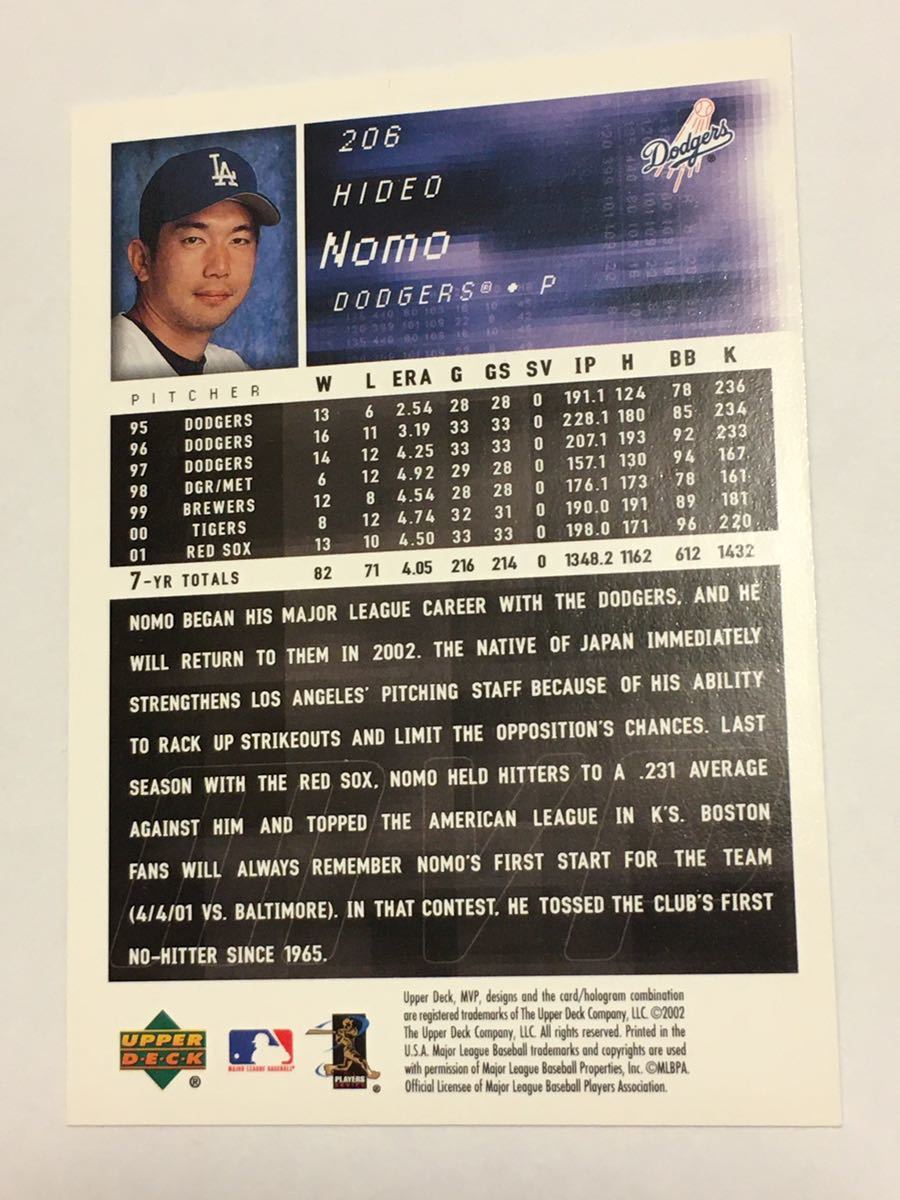 206
HIDEO
Nomo
DODGERS® • P
LA
Dodgers®
PITCHER W L ERA G GS SV IP H BB K
95 DODGERS 13 6 2.54 28 28 0 191.1 124 78 236
96 DODGERS 16 11 3.19 33 33 0 228.1 180 85 234
97 DODGERS 14 12 4.25 33 33 0 207.1 193 92 233
98 DGR/MET 6 12 4.92 29 28 0 157.1 130 94 167
99 BREWERS 12 8 4.54 28 28 0 176.1 173 78 161
00 TIGERS 8 12 4.74 32 31 0 190.0 191 89 181
01 RED SOX 13 10 4.50 33 33 0 198.0 171 96 220
7-YR TOTALS 82 71 4.05 216 214 0 1348.2 1162 612 1432
NOMO BEGAN HIS MAJOR LEAGUE CAREER WITH THE DODGERS, AND HE
WILL RETURN TO THEM IN 2002. THE NATIVE OF JAPAN IMMEDIATELY
STRENGTHENS LOS ANGELES' PITCHING STAFF BECAUSE OF HIS ABILITY
TO RACK UP STRIKEOUTS AND LIMIT THE OPPOSITION'S CHANCES. LAST
SEASON WITH THE RED SOX, NOMO HELD HITTERS TO A .231 AVERAGE
AGAINST HIM AND TOPPED THE AMERICAN LEAGUE IN K'S. BOSTON
FANS WILL ALWAYS REMEMBER NOMO'S FIRST START FOR THE TEAM
(4/4/01 VS. BALTIMORE). IN THAT CONTEST, HE TOSSED THE CLUB'S FIRST
NO-HITTER SINCE 1965.
UPPER
DECK
®
MAJOR LEAGUE BASEBALL®
PLAYERS
CHOICE
®
Upper Deck, MVP, designs and the card/hologram combination
are registered trademarks of The Upper Deck Company, LLC. ©2002
The Upper Deck Company, LLC. All rights reserved. Printed in the
U.S.A. Major League Baseball trademarks and copyrights are used
with permission of Major League Baseball Properties, Inc. ©MLBPA.
Official Licensee of Major League Baseball Players Association.